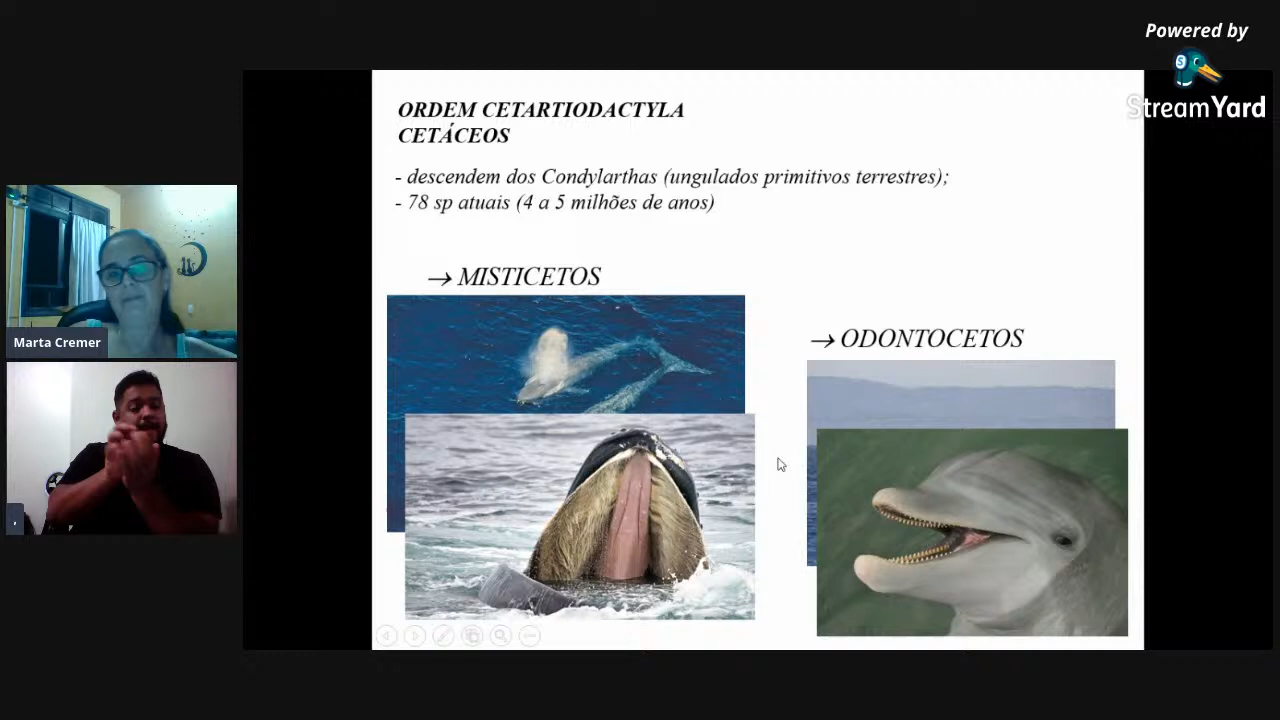 Powered by
StreamYard
ORDEM CETARTIODACTYLA
CETÁCEOS
- descendem dos Condylarthas (ungulados primitivos terrestres);
- 78 sp atuais (4 a 5 milhões de anos)
→ MISTICETOS
→ ODONTOCETOS
Marta Cremer
,